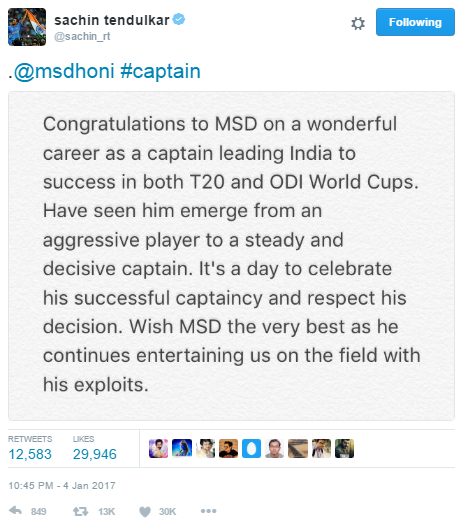 sachin tendulkar
@sachin_rt
Following
.@msdhoni #captain
Congratulations to MSD on a wonderful
career as a captain leading India to
success in both T20 and ODI World Cups.
Have seen him emerge from an
aggressive player to a steady and
decisive captain. It's a day to celebrate
his successful captaincy and respect his
decision. Wish MSD the very best as he
continues entertaining us on the field with
his exploits.
RETWEETS LIKES
12,583 29,946
10:45 PM - 4 Jan 2017
849 13K 30K